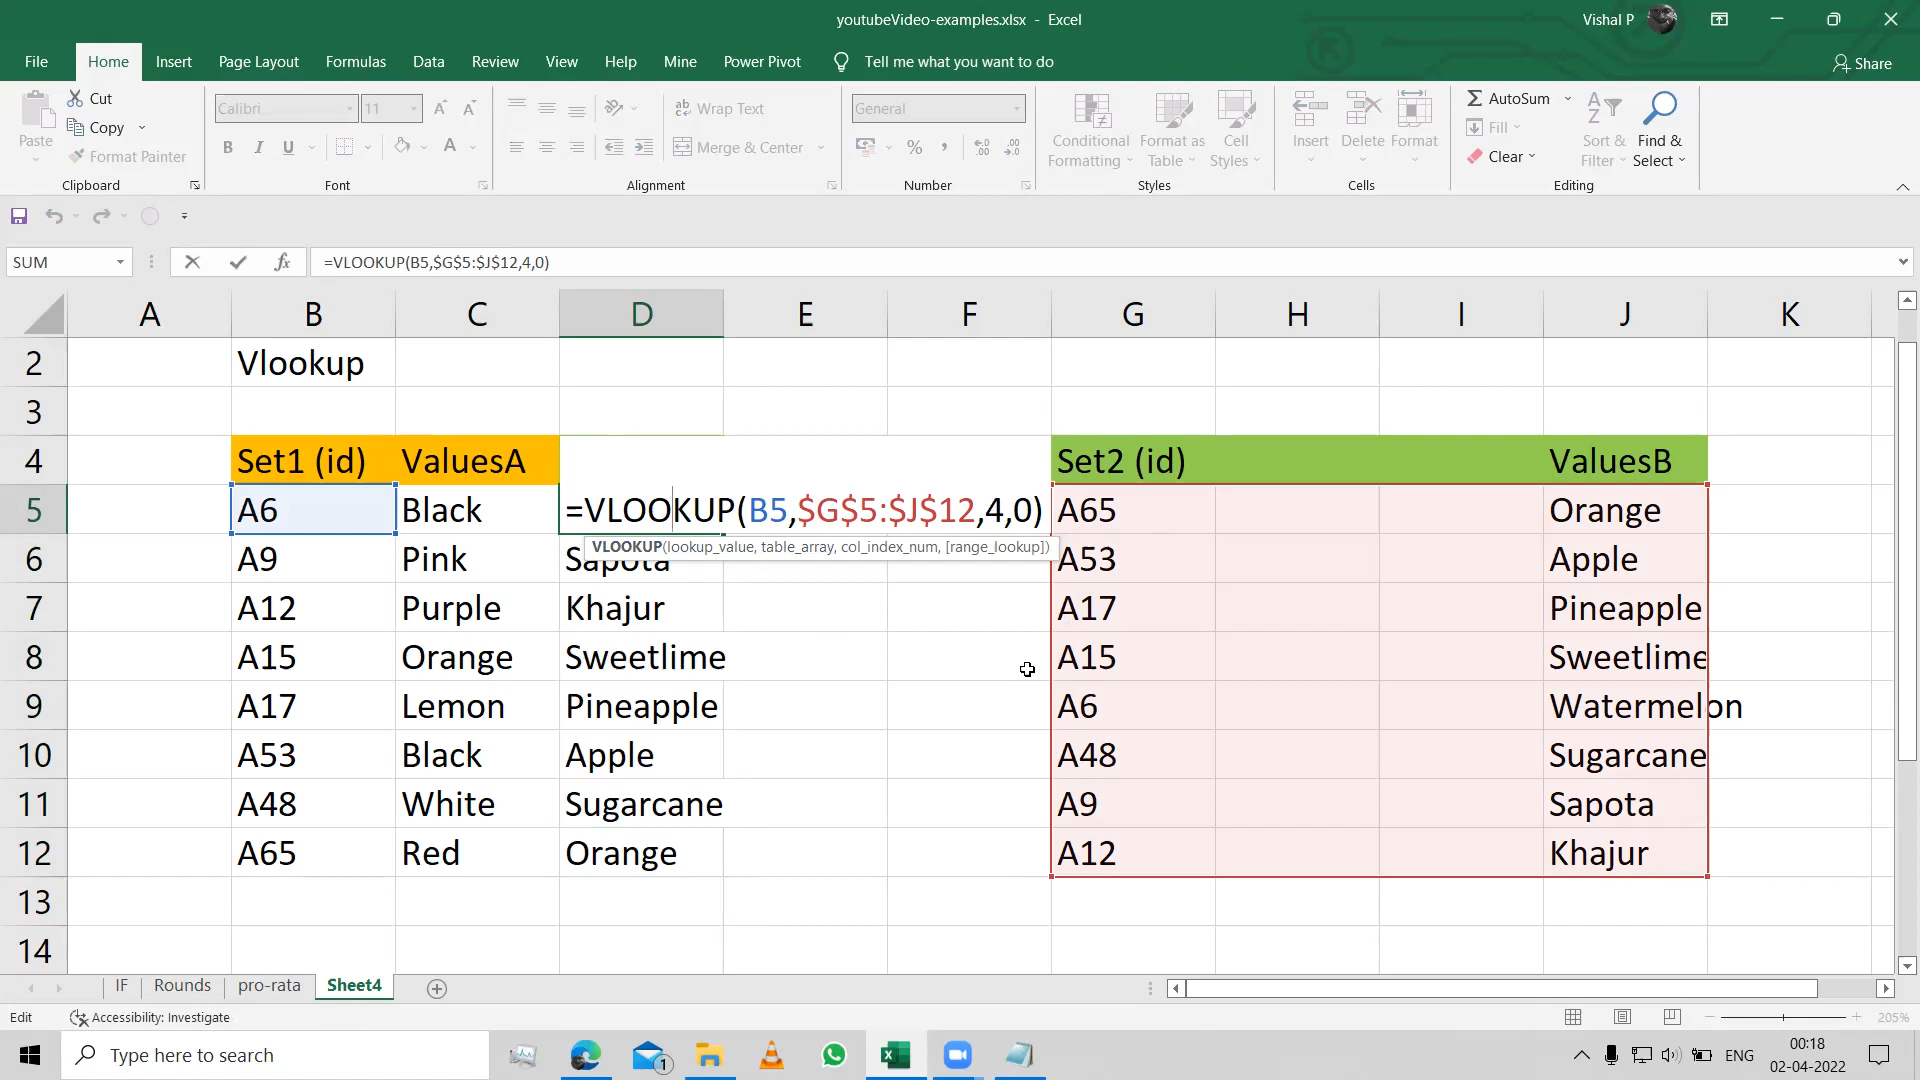 youtubeVideo-examples.xlsx - Excel
Vishal P
File Home Insert Page Layout Formulas Data Review View Help Mine Power Pivot Tell me what you want to do Share
Paste
Cut
Copy
Format Painter
Clipboard
Calibri 11
B I U A
Font
Wrap Text
Merge & Center
Alignment
General
% ,
Number
Conditional Formatting
Format as Table
Cell Styles
Styles
Insert Delete Format
Cells
AutoSum
Fill
Clear
Sort & Filter
Find & Select
Editing
SUM fx =VLOOKUP(B5,$G$5:$J$12,4,0)
A B C D E F G H I J K
2 Vlookup
3
4 Set1 (id) ValuesA Set2 (id) ValuesB
5 A6 Black =VLOOKUP(B5,$G$5:$J$12,4,0) A65 Orange
VLOOKUP(lookup_value, table_array, col_index_num, [range_lookup])
6 A9 Pink Sapota A53 Apple
7 A12 Purple Khajur A17 Pineapple
8 A15 Orange Sweetlime A15 Sweetlime
9 A17 Lemon Pineapple A6 Watermelon
10 A53 Black Apple A48 Sugarcane
11 A48 White Sugarcane A9 Sapota
12 A65 Red Orange A12 Khajur
13
14
IF Rounds pro-rata Sheet4
Edit Accessibility: Investigate 205%
Type here to search 1 ENG 00:18
02-04-2022